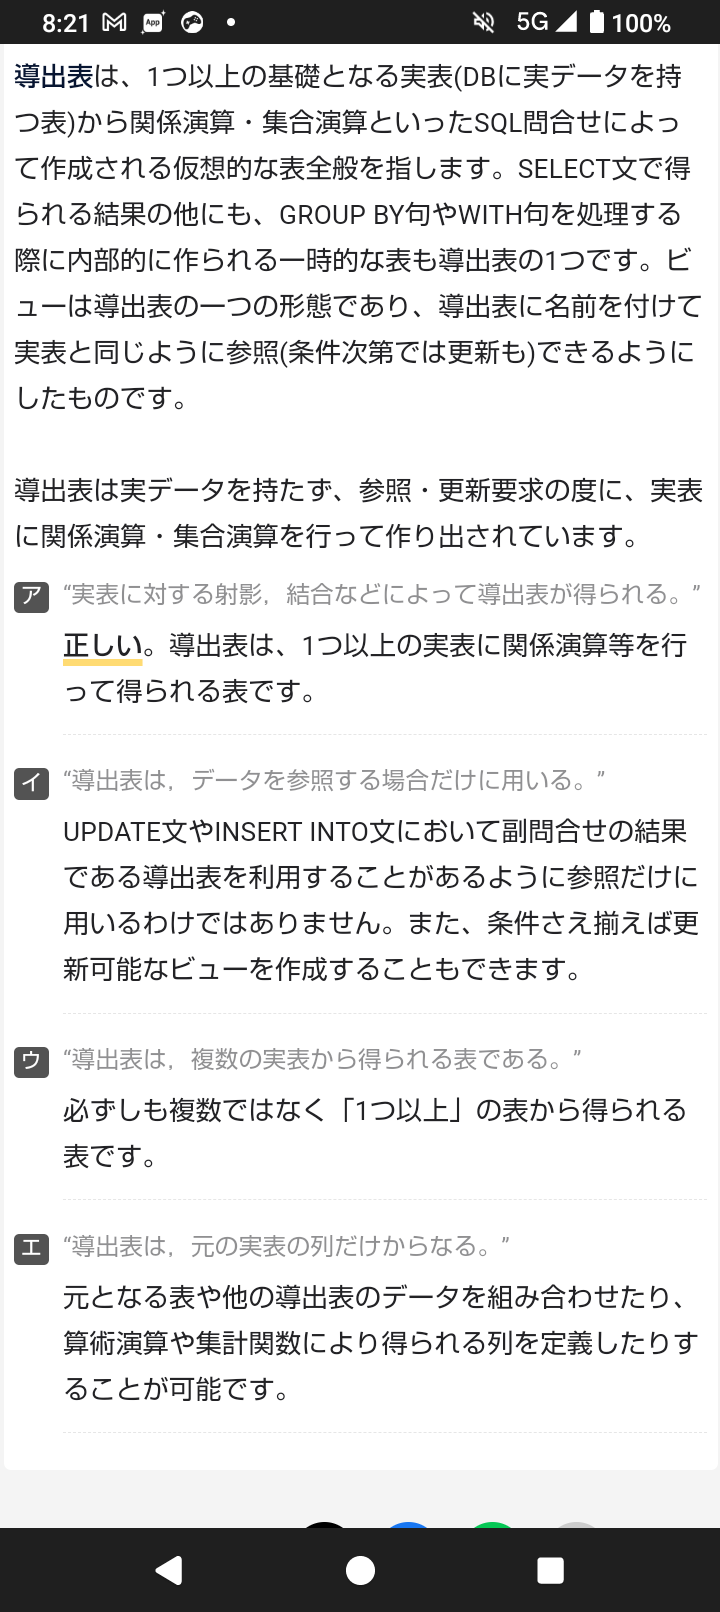 8:21 App 5G 100%
導出表は、1つ以上の基礎となる実表(DBに実データを持
つ表)から関係演算・集合演算といったSQL問合せによっ
て作成される仮想的な表全般を指します。SELECT文で得
られる結果の他にも、GROUP BY句やWITH句を処理する
際に内部的に作られる一時的な表も導出表の1つです。ビ
ューは導出表の一つの形態であり、導出表に名前を付けて
実表と同じように参照(条件次第では更新も)できるように
したものです。
導出表は実データを持たず、参照・更新要求の度に、実表
に関係演算・集合演算を行って作り出されています。
ア “実表に対する射影，結合などによって導出表が得られる。”
正しい。導出表は、1つ以上の実表に関係演算等を行
って得られる表です。
イ “導出表は，データを参照する場合だけに用いる。”
UPDATE文やINSERT INTO文において副問合せの結果
である導出表を利用することがあるように参照だけに
用いるわけではありません。また、条件さえ揃えば更
新可能なビューを作成することもできます。
ウ “導出表は，複数の実表から得られる表である。”
必ずしも複数ではなく「1つ以上」の表から得られる
表です。
エ “導出表は，元の実表の列だけからなる。”
元となる表や他の導出表のデータを組み合わせたり、
算術演算や集計関数により得られる列を定義したりす
ることが可能です。